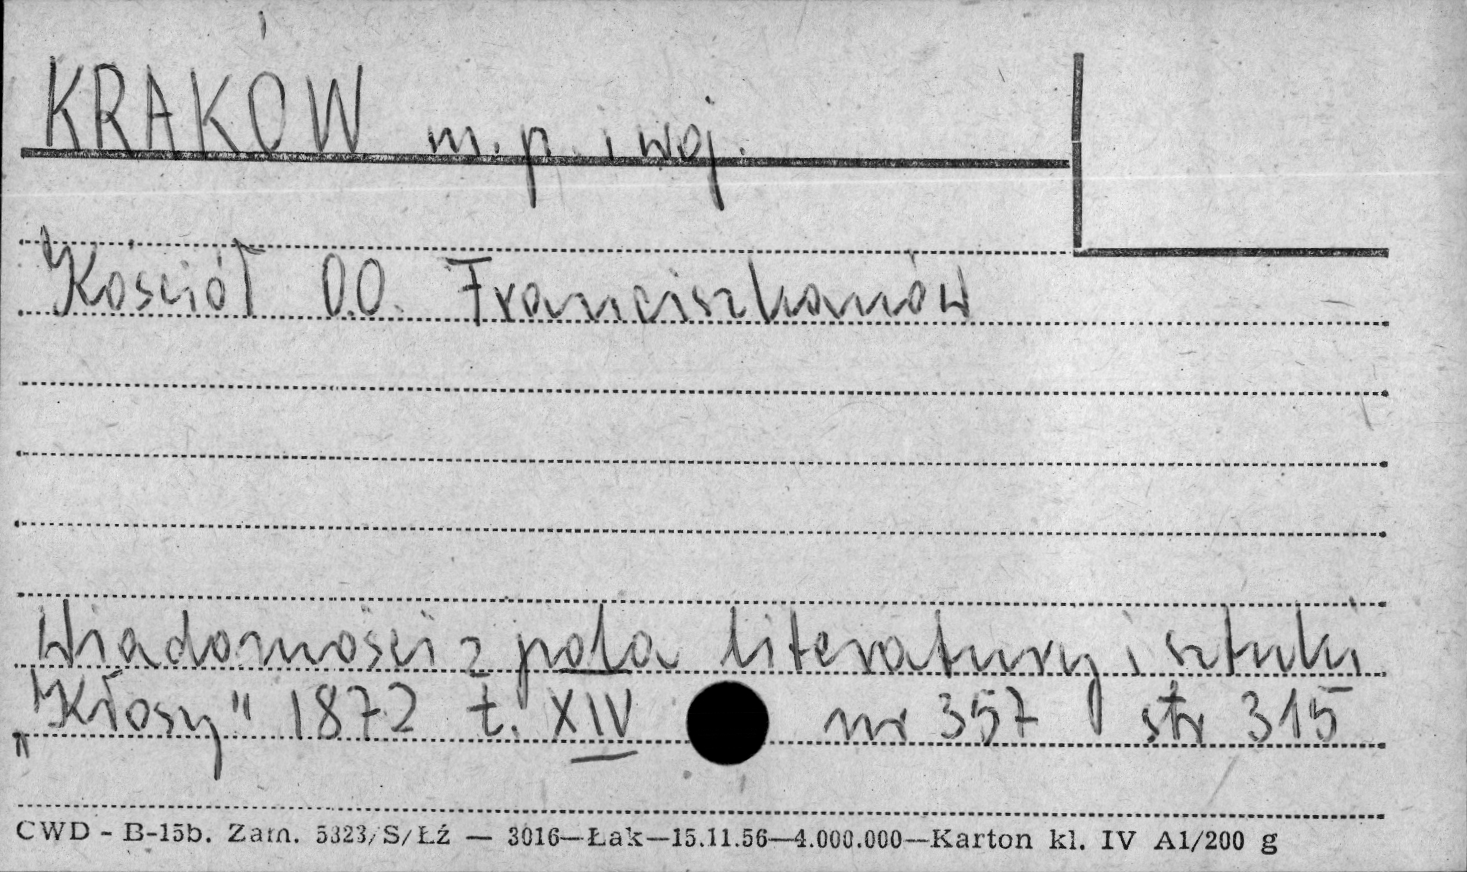 KRAKÓW m. p. i woj.
Kościół O.O. Franciszkanów
Wiadomości z pola literatury i sztuki
„Kłosy" 1872 t. XIV nr 357 str 315
CWD - B-15b. Zam. 5323/S/Łź — 3016—Łak—15.11.56—4.000.000—Karton kl. IV A1/200 g